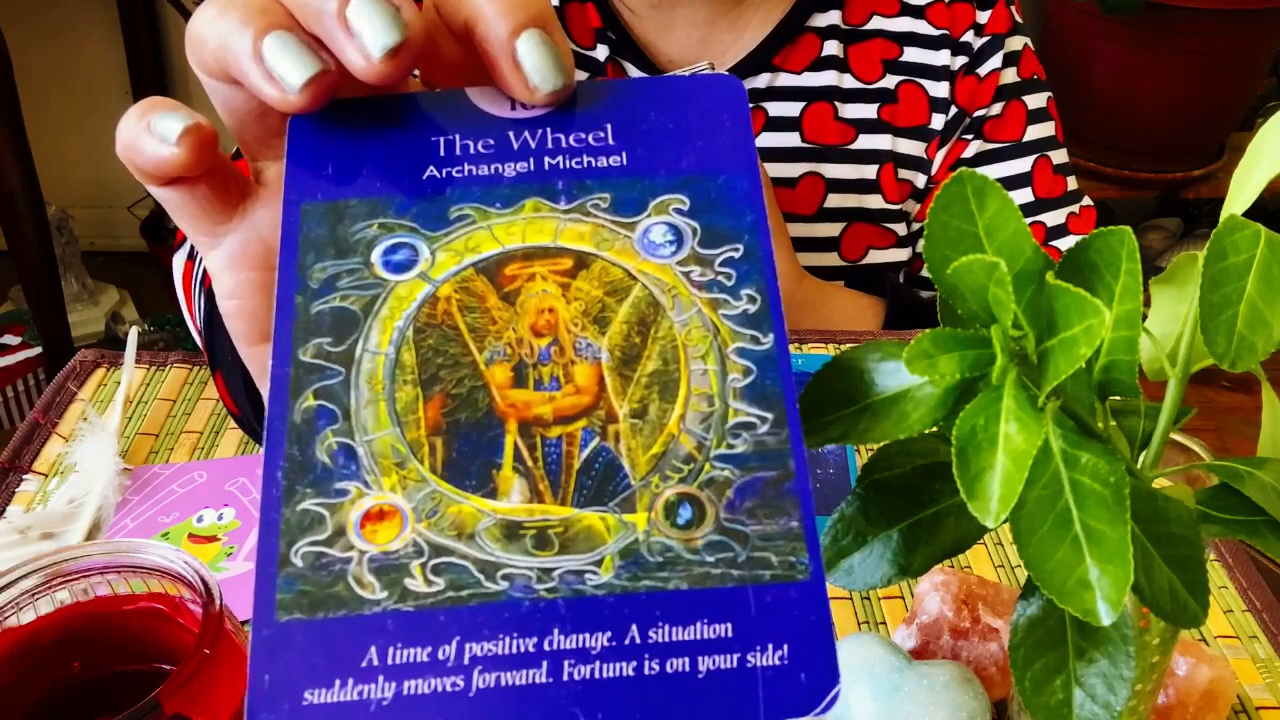 The Wheel
Archangel Michael
A time of positive change. A situation
suddenly moves forward. Fortune is on your side!